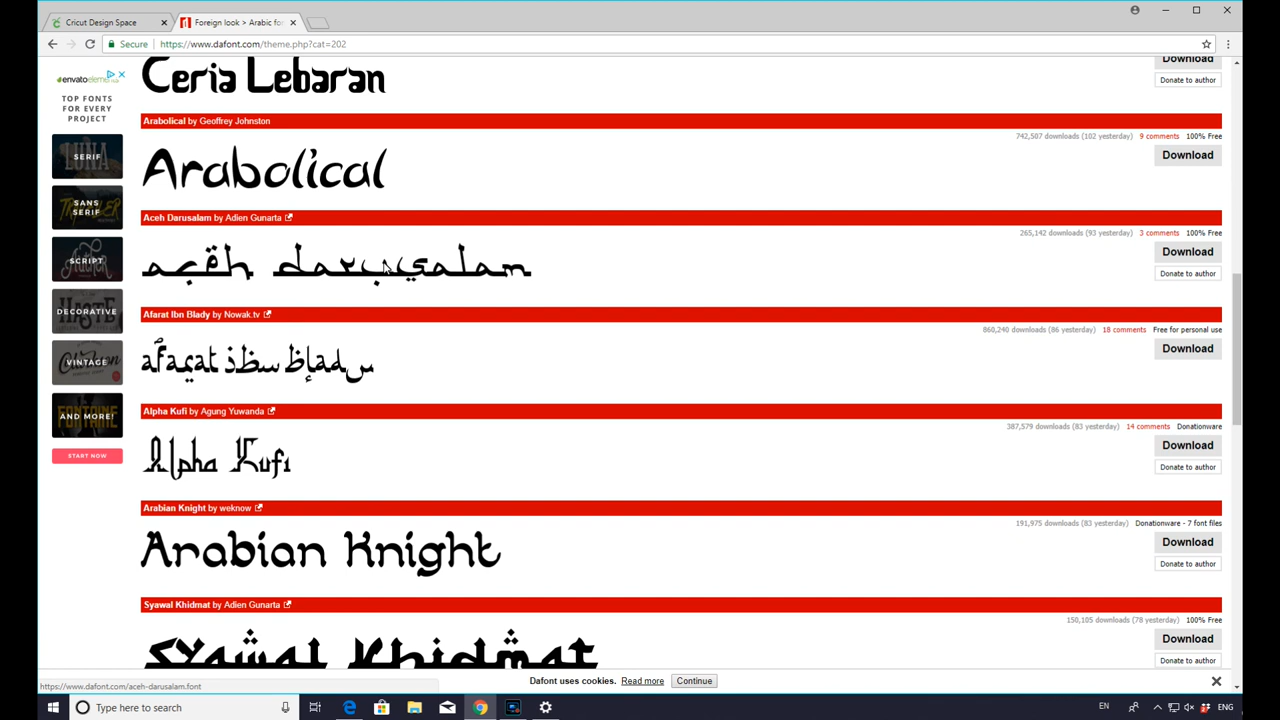 Cricut Design Space
Foreign look > Arabic fo
Secure
https://www.dafont.com/theme.php?cat=202
envatoelements
TOP FONTS
FOR EVERY
PROJECT
SERIF
SANS
SERIF
SCRIPT
DECORATIVE
VINTAGE
AND MORE!
START NOW
Ceria Lebaran
Download
Donate to author
Arabolical by Geoffrey Johnston
742,507 downloads (102 yesterday) 9 comments 100% Free
Arabolical
Download
Aceh Darusalam by Adien Gunarta
265,142 downloads (93 yesterday) 3 comments 100% Free
aceh darusalam
Download
Donate to author
Afarat Ibn Blady by Nowak.tv
860,240 downloads (86 yesterday) 18 comments Free for personal use
afarat ibn blady
Download
Alpha Kufi by Agung Yuwanda
387,579 downloads (83 yesterday) 14 comments Donationware
Alpha Kufi
Download
Donate to author
Arabian Knight by weknow
191,975 downloads (83 yesterday) Donationware - 7 font files
Arabian Knight
Download
Donate to author
Syawal Khidmat by Adien Gunarta
150,105 downloads (78 yesterday) 100% Free
Syawal Khidmat
Download
Donate to author
Dafont uses cookies. Read more Continue
https://www.dafont.com/aceh-darusalam.font
Type here to search
EN
ENG